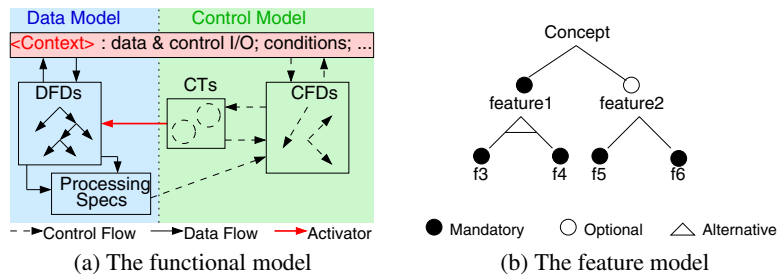 Data Model
Control Model
<Context> : data & control I/O; conditions; ...
DFDs
CTs
CFDs
Processing
Specs
Control Flow
Data Flow
Activator
(a) The functional model
Concept
feature1
feature2
f3
f4
f5
f6
Mandatory
Optional
Alternative
(b) The feature model